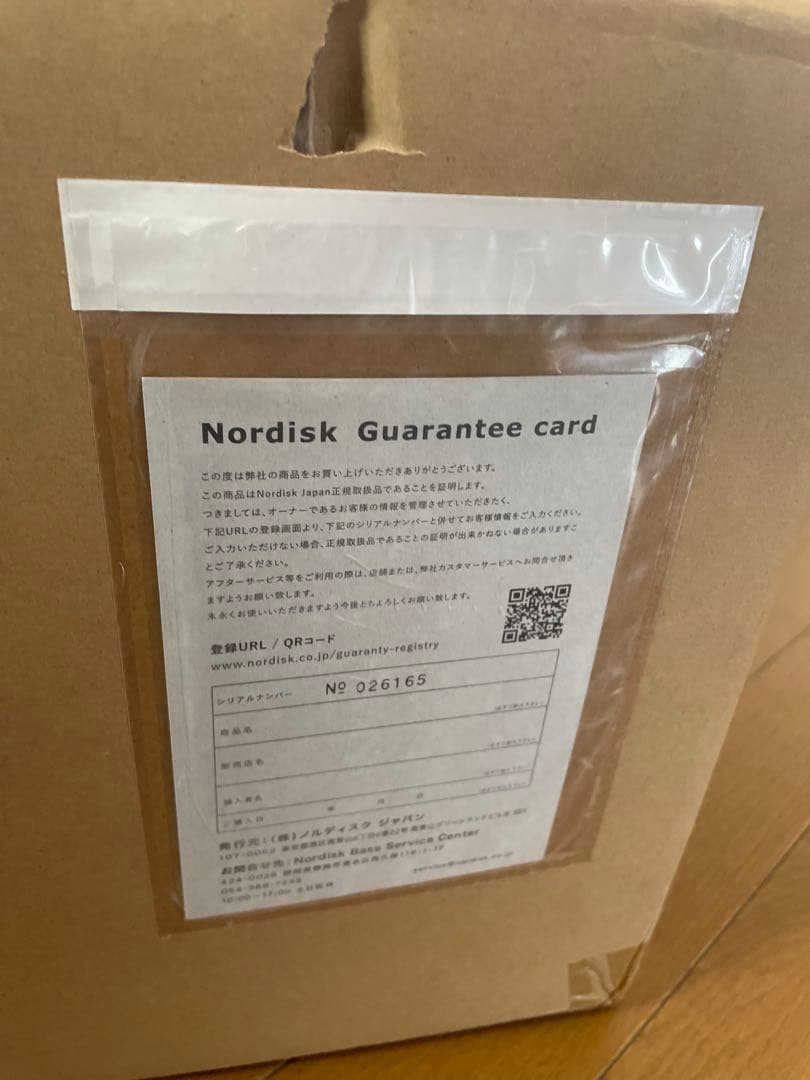 Nordisk Guarantee card
この度は弊社の商品をお買い上げいただきありがとうございます。
この商品はNordisk Japan正規取扱品であることを証明します。
つきましては、オーナーであるお客様の情報を管理させていただきたく、
下記URLの登録画面より、下記のシリアルナンバーと併せてお客様情報をご入力ください。
ご入力いただけない場合、正規取扱品であることの証明が出来かねない場合がありますこ
とご了承ください。
アフターサービス等をご利用の際は、店舗または、弊社カスタマーサービスへお問合せ頂き
ますようお願い致します。
末永くお使いいただきますよう今後ともよろしくお願い致します。
登録URL / QRコード
www.nordisk.co.jp/guaranty-registry
シリアルナンバー Nº 026165
商品名
販売店名
購入者名
ご購入日 年 月 日
発行元:(株)ノルディスク ジャパン
107-0062
お問合せ先:Nordisk Base Service Center
service@nordisk.co.jp